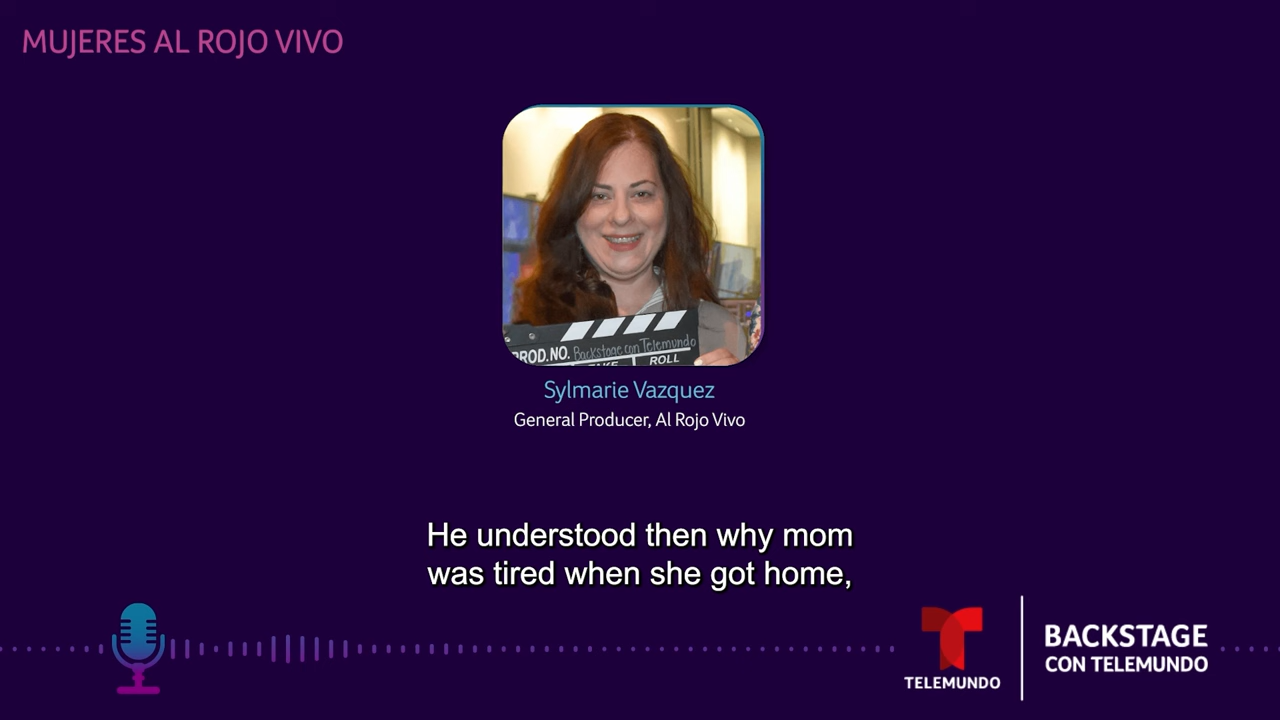 MUJERES AL ROJO VIVO
PROD.NO. Backstage con Telemundo
ROLL
Sylmarie Vazquez
General Producer, Al Rojo Vivo
He understood then why mom
was tired when she got home,
TELEMUNDO
BACKSTAGE
CON TELEMUNDO